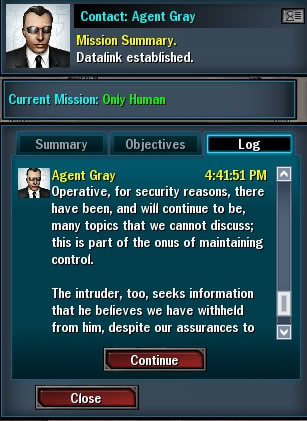 Contact: Agent Gray
Mission Summary.
Datalink established.
Current Mission: Only Human
Summary Objectives Log
Agent Gray 4:41:51 PM
Operative, for security reasons, there
have been, and will continue to be,
many topics that we cannot discuss;
this is part of the onus of maintaining
control.
The intruder, too, seeks information
that he believes we have withheld
from him, despite our assurances to
Continue
Close